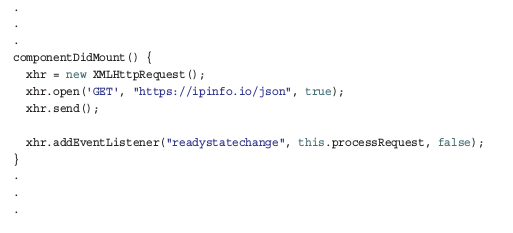 .
.
.
componentDidMount() {
  xhr = new XMLHttpRequest();
  xhr.open('GET', "https://ipinfo.io/json", true);
  xhr.send();

  xhr.addEventListener("readystatechange", this.processRequest, false);
}
.
.
.